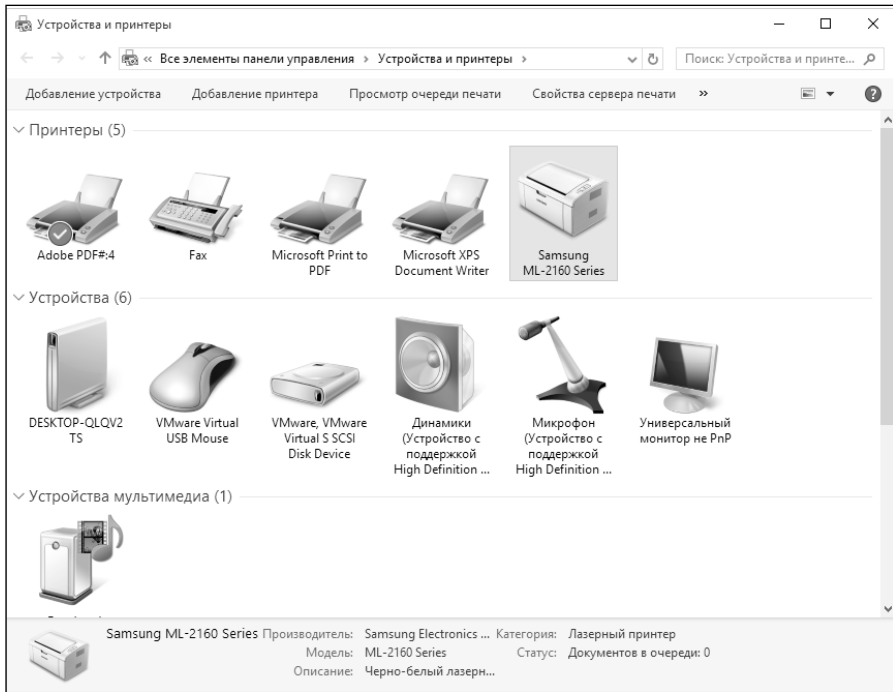 Устройства и принтеры
« Все элементы панели управления › Устройства и принтеры ›
Поиск: Устройства и принте...
Добавление устройства Добавление принтера Просмотр очереди печати Свойства сервера печати »
Принтеры (5)
Adobe PDF#:4
Fax
Microsoft Print to
PDF
Microsoft XPS
Document Writer
Samsung
ML-2160 Series
Устройства (6)
DESKTOP-QLQV2
TS
VMware Virtual
USB Mouse
VMware, VMware
Virtual S SCSI
Disk Device
Динамики
(Устройство с
поддержкой
High Definition ...
Микрофон
(Устройство с
поддержкой
High Definition ...
Универсальный
монитор не PnP
Устройства мультимедиа (1)
Samsung ML-2160 Series Производитель: Samsung Electronics ... Категория: Лазерный принтер
Модель: ML-2160 Series Статус: Документов в очереди: 0
Описание: Черно-белый лазерн...